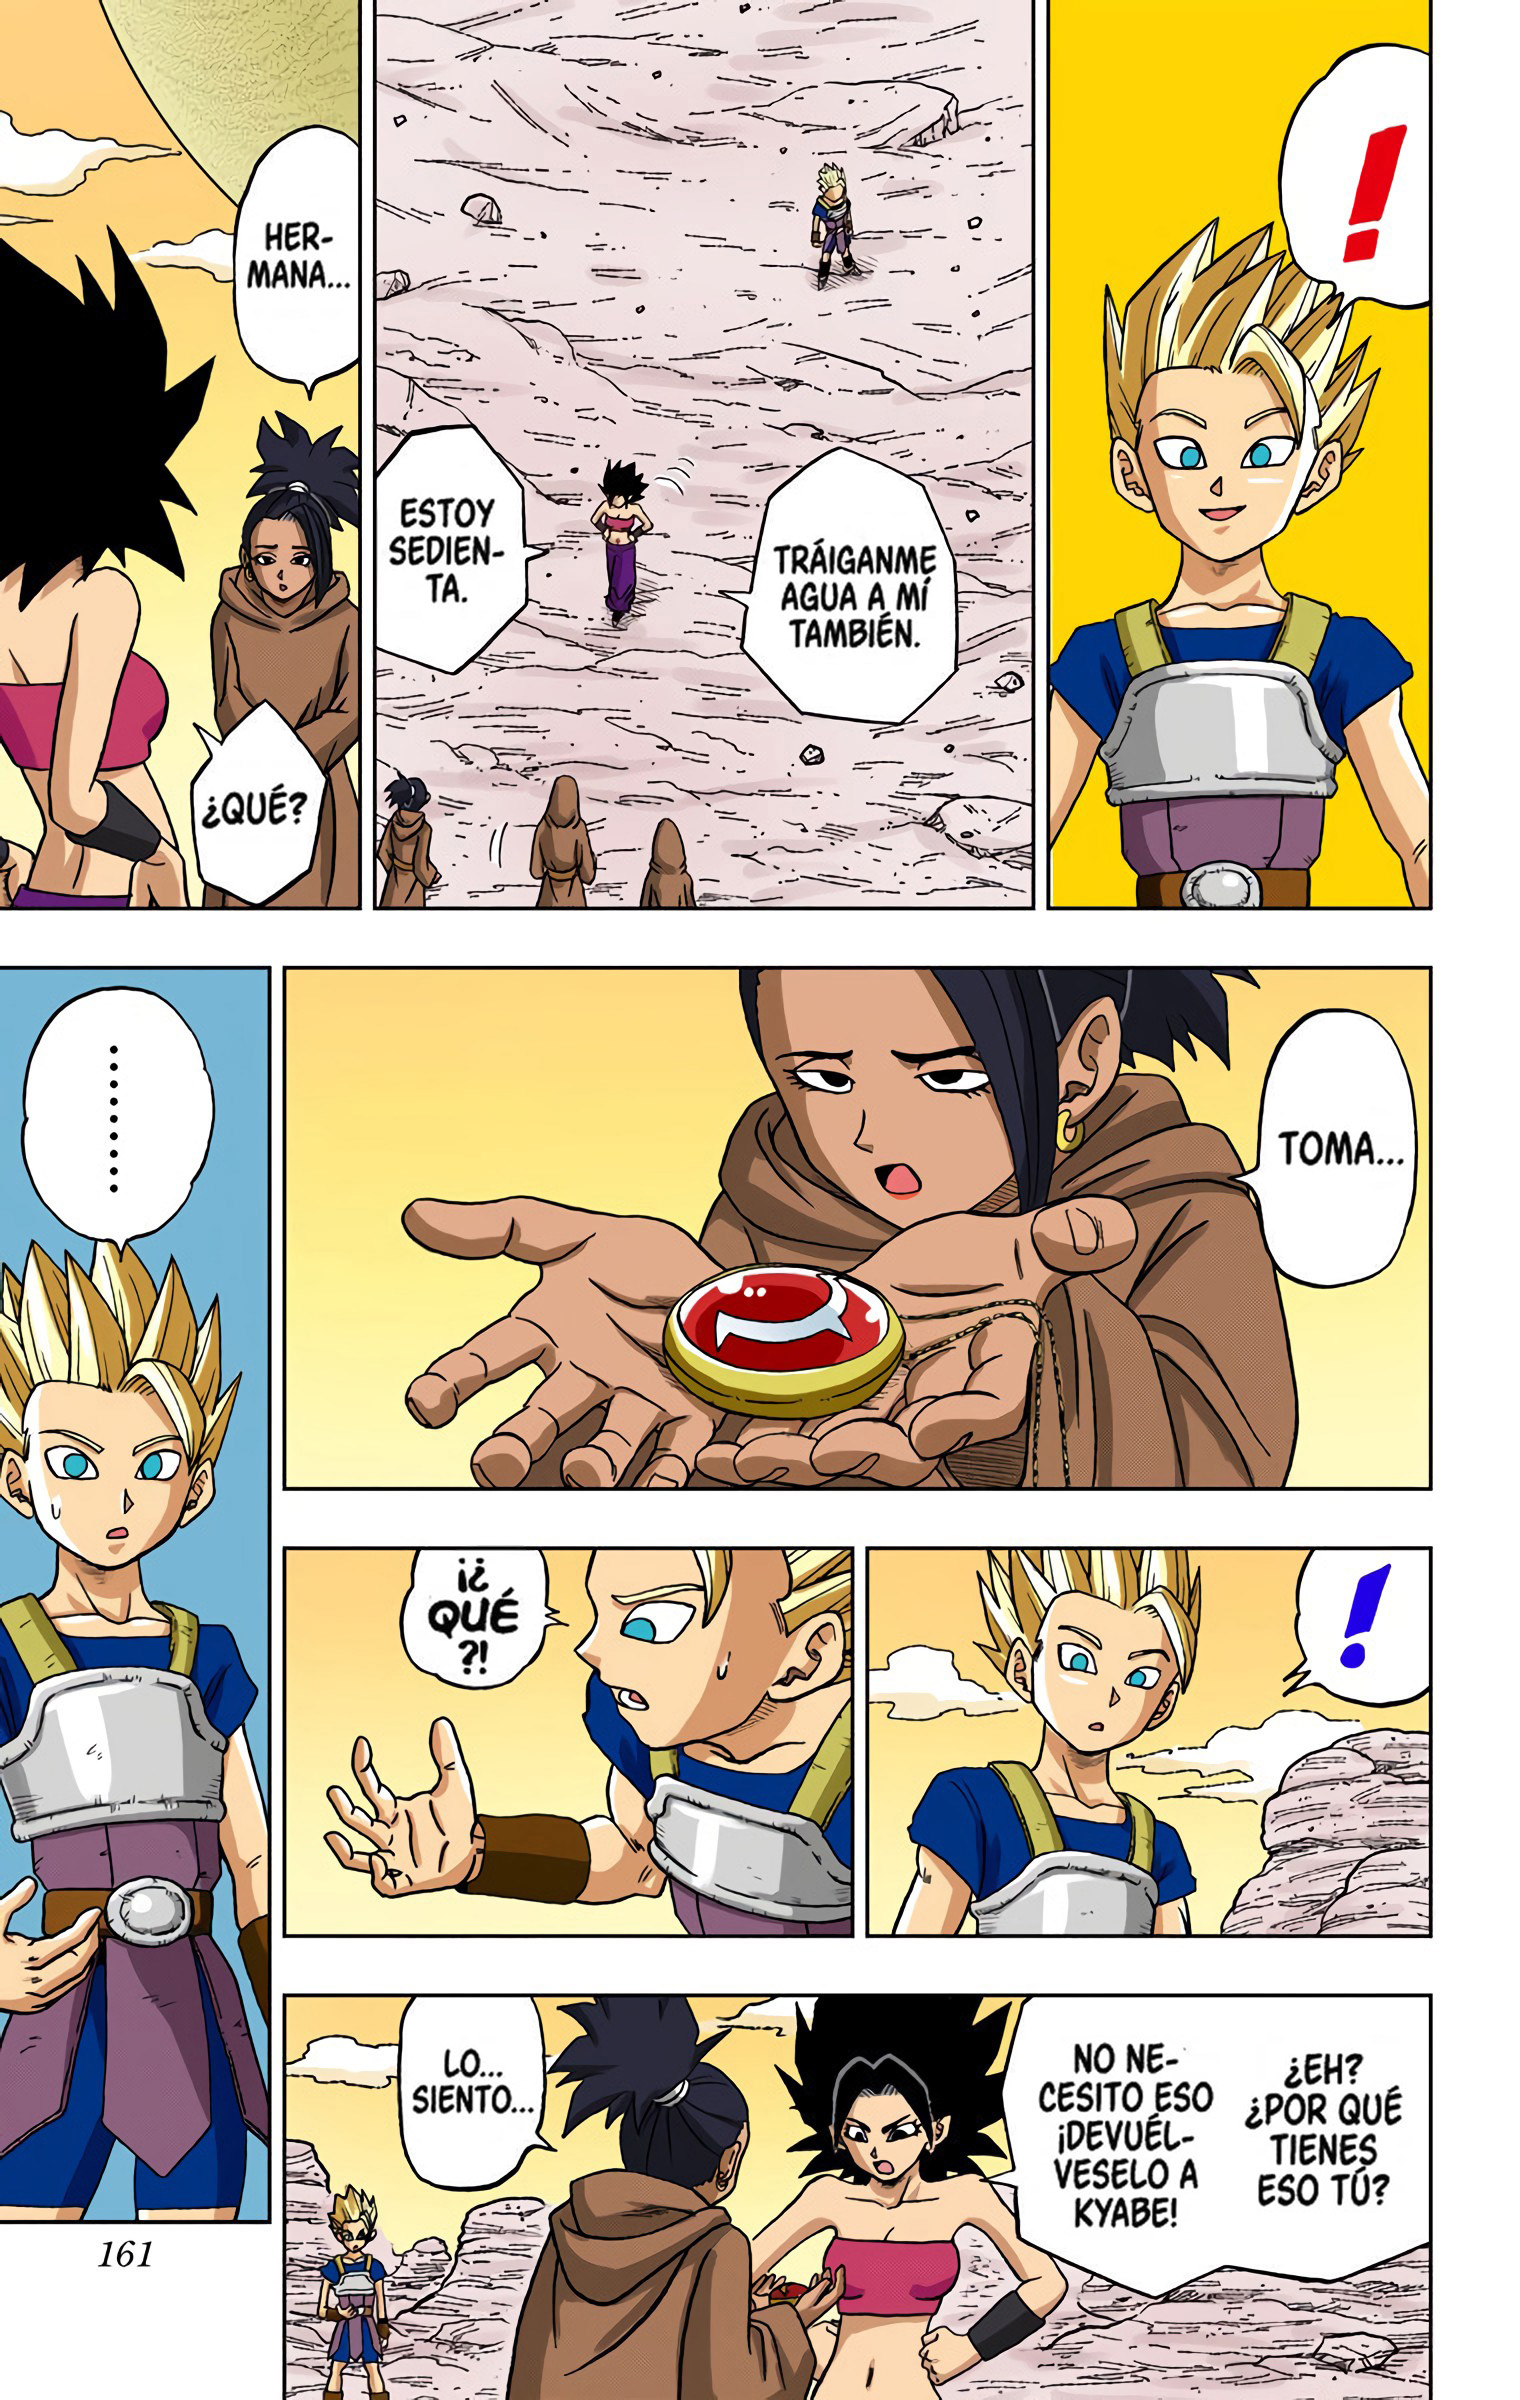 !
TRÁIGANME
AGUA A MÍ
TAMBIÉN.
ESTOY
SEDIEN-
TA.
HER-
MANA...
¿QUÉ?
TOMA...
!
¡¿
QUÉ
?!
¿EH?
¿POR QUÉ
TIENES
ESO TÚ?
NO NE-
CESITO ESO
¡DEVUÉL-
VESELO A
KYABE!
LO...
SIENTO...
........
161